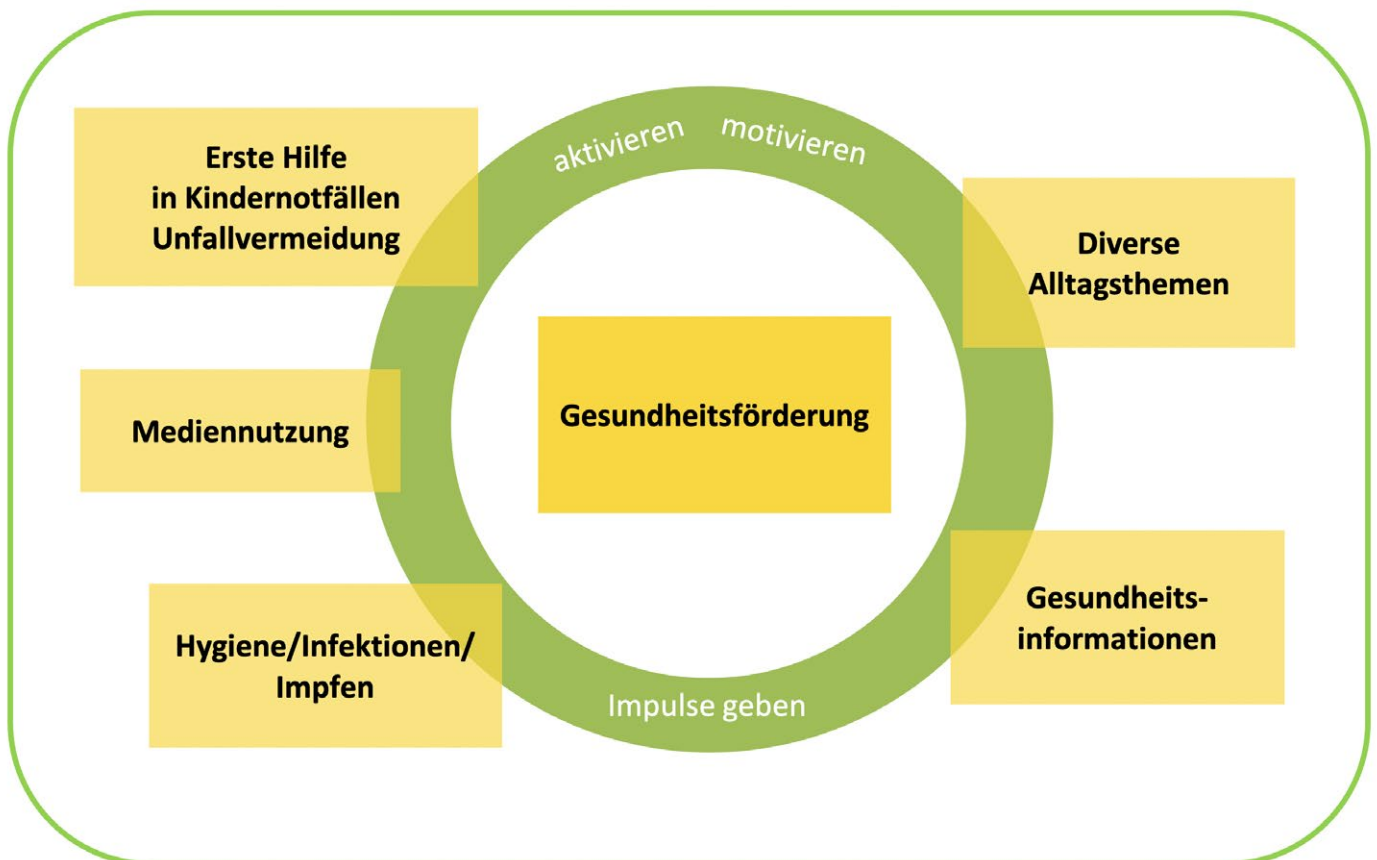 aktivieren motivieren
Erste Hilfe
in Kindernotfällen
Unfallvermeidung
Diverse
Alltagsthemen
Mediennutzung
Gesundheitsförderung
Hygiene/Infektionen/
Impfen
Gesundheits-
informationen
Impulse geben